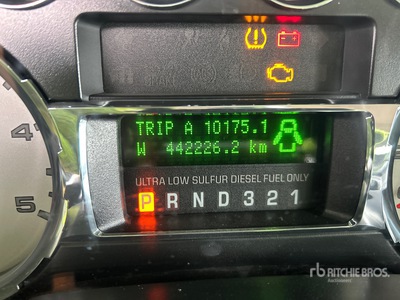 TRIP A 10175.1
W 442226.2 km
4
5
ULTRA LOW SULFUR DIESEL FUEL ONLY
P R N D 3 2 1
rb RITCHIE BROS.
Auctioneers